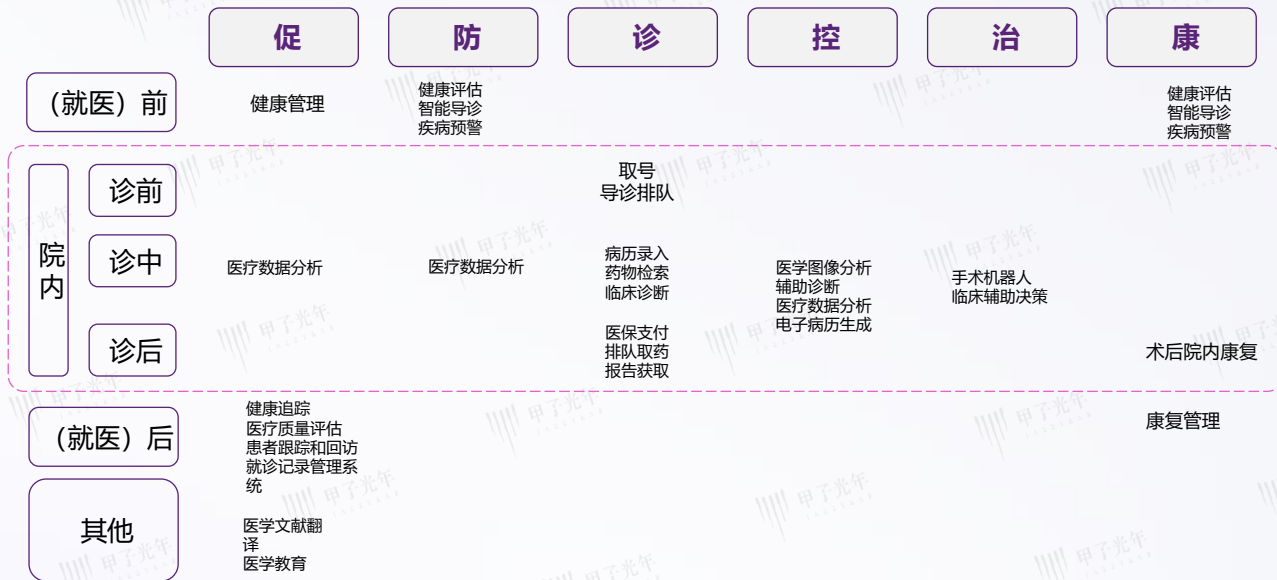 促 防 诊 控 治 康
（就医）前
健康管理
健康评估
智能导诊
疾病预警
健康评估
智能导诊
疾病预警
院内
诊前
取号
导诊排队
诊中
医疗数据分析
医疗数据分析
病历录入
药物检索
临床诊断
医学图像分析
辅助诊断
医疗数据分析
电子病历生成
手术机器人
临床辅助决策
诊后
医保支付
排队取药
报告获取
术后院内康复
（就医）后
健康追踪
医疗质量评估
患者跟踪和回访
就诊记录管理系
统
康复管理
其他
医学文献翻
译
医学教育
甲子光年